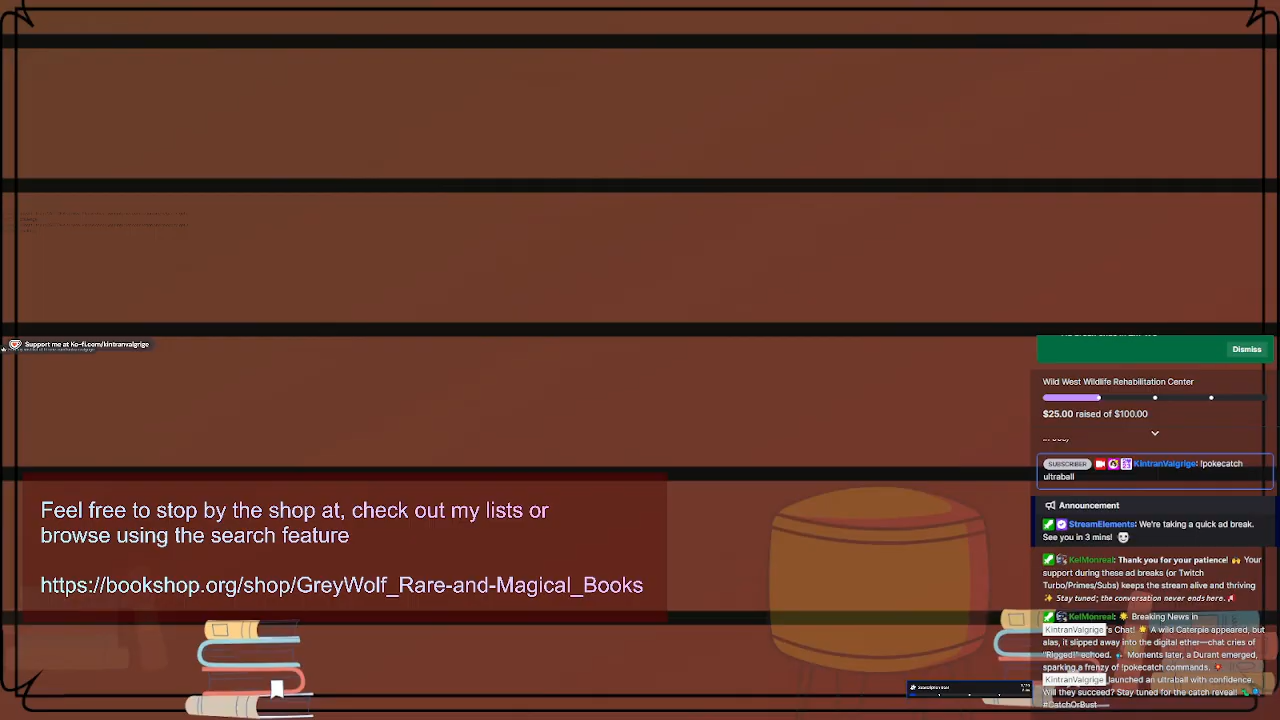 Support me at Ko-fi.com/kintranvalgrige
Dismiss
Wild West Wildlife Rehabilitation Center
$25.00 raised of $100.00
SUBSCRIBER KintranValgrige: !pokecatch
ultraball
Announcement
StreamElements: We're taking a quick ad break.
See you in 3 mins!
KelMonreal: Thank you for your patience! 🙌 Your
support during these ad breaks (or Twitch
Turbo/Primes/Subs) keeps the stream alive and thriving
✨ Stay tuned; the conversation never ends here. 🚀
KelMonreal: 🌟 Breaking News in
KintranValgrige's Chat! 🌟 A wild Caterpie appeared, but
alas, it slipped away into the digital ether—chat cries of
"Rigged!" echoed. Moments later, a Durant emerged,
sparking a frenzy of !pokecatch commands.
KintranValgrige launched an ultraball with confidence.
Will they succeed? Stay tuned for the catch reveal!
#CatchOrBust
Feel free to stop by the shop at, check out my lists or
browse using the search feature
https://bookshop.org/shop/GreyWolf_Rare-and-Magical_Books